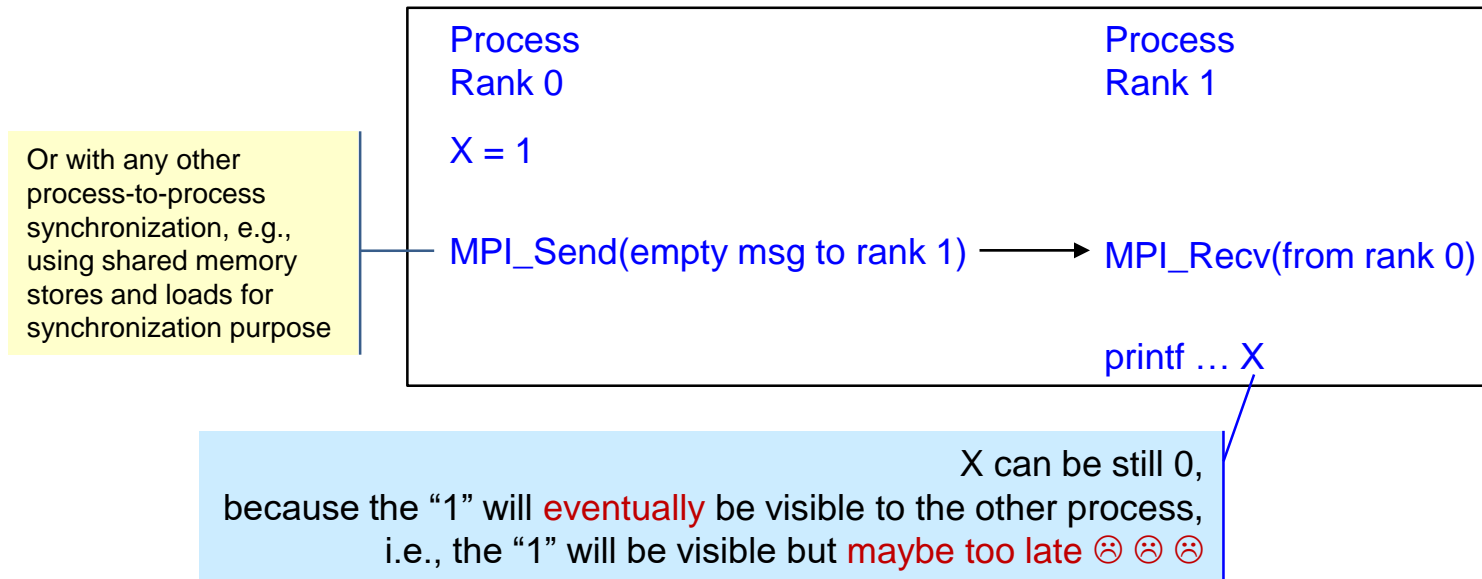 Process
Rank 0
Process
Rank 1
X = 1
Or with any other
process-to-process
synchronization, e.g.,
using shared memory
stores and loads for
synchronization purpose
MPI_Send(empty msg to rank 1)
MPI_Recv(from rank 0)
printf … X
X can be still 0,
because the “1” will eventually be visible to the other process,
i.e., the “1” will be visible but maybe too late ☹ ☹ ☹